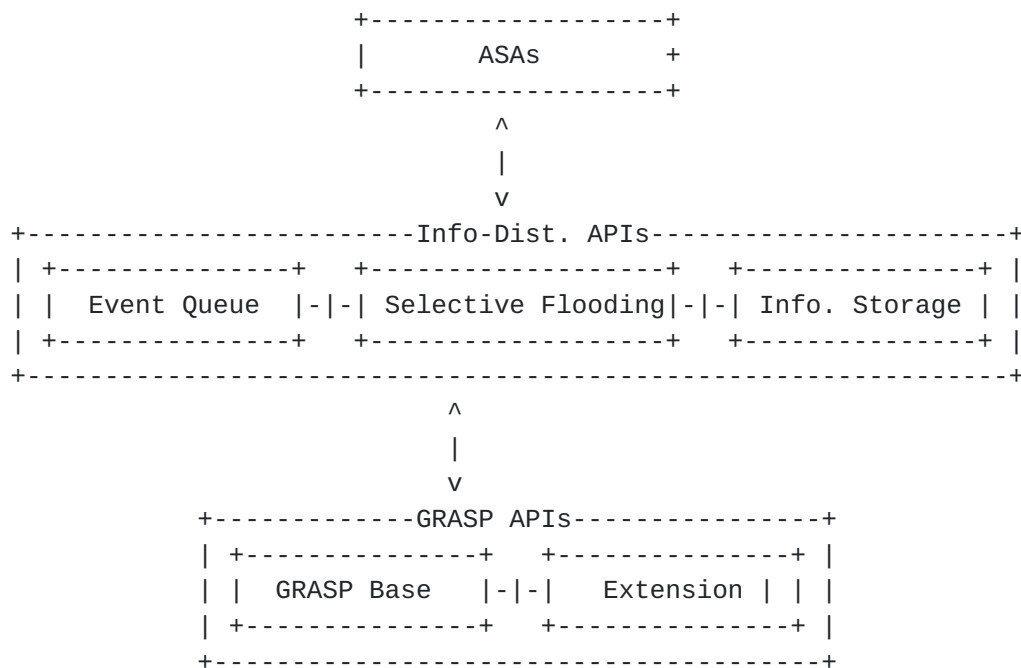 ASAs
Info-Dist. APIs
Event Queue Selective Flooding Info. Storage
GRASP APIs
GRASP Base Extension